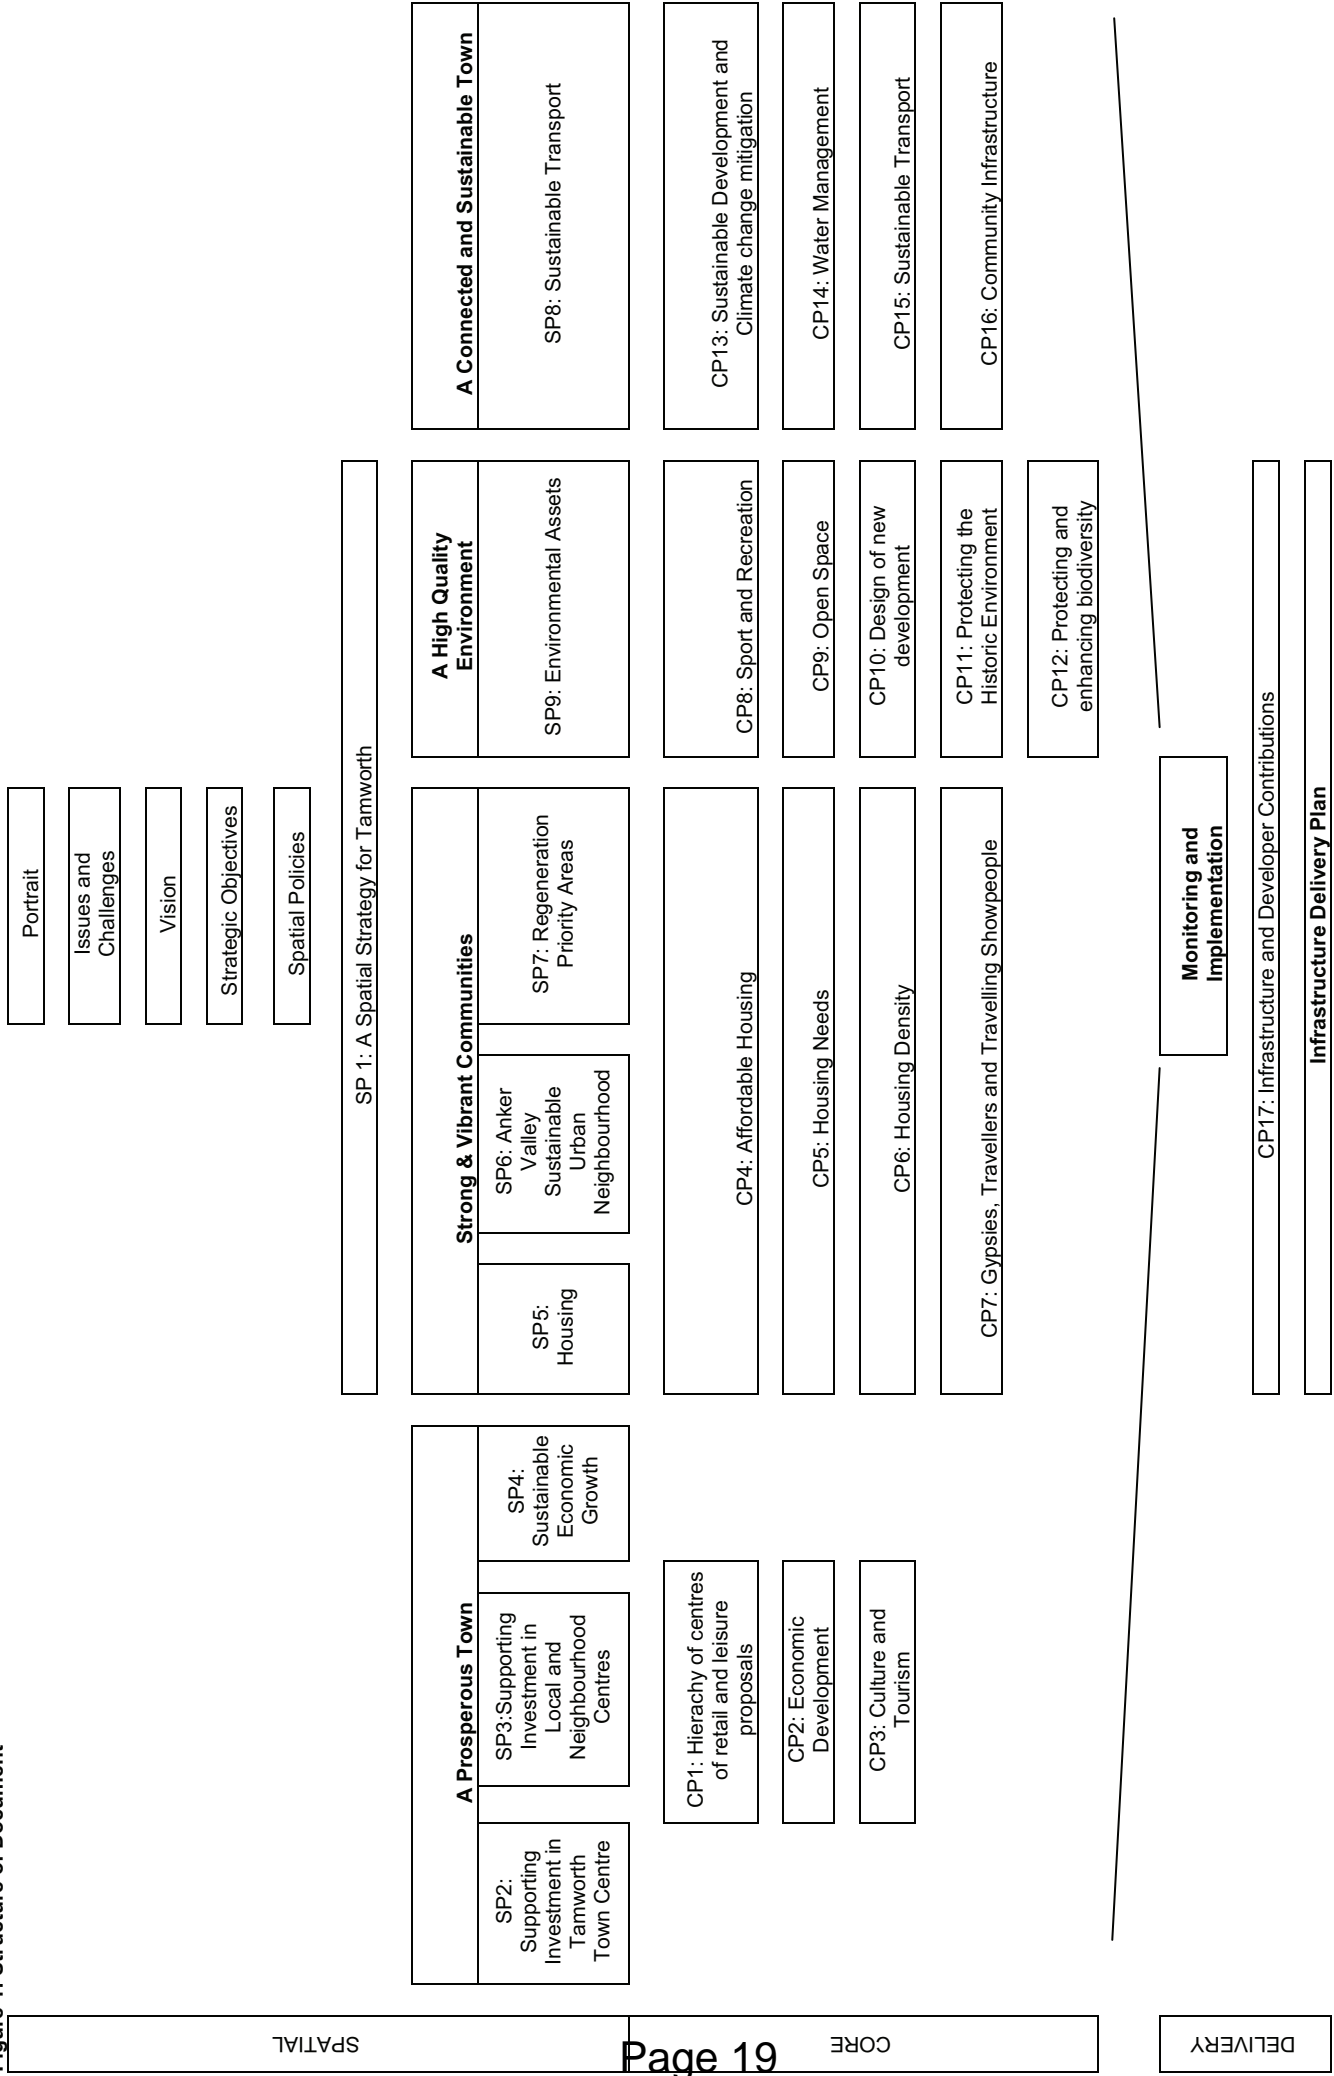 Figure 1: Structure of Document
Portrait
Issues and
Challenges
Vision
Strategic Objectives
Spatial Policies
SP 1: A Spatial Strategy for Tamworth
A Prosperous Town
SP2:
Supporting
Investment in
Tamworth
Town Centre
SP3:Supporting
Investment in
Local and
Neighbourhood
Centres
SP4:
Sustainable
Economic
Growth
Strong & Vibrant Communities
SP5:
Housing
SP6: Anker
Valley
Sustainable
Urban
Neighbourhood
SP7: Regeneration
Priority Areas
A High Quality
Environment
SP9: Environmental Assets
A Connected and Sustainable Town
SP8: Sustainable Transport
CP1: Hierachy of centres
of retail and leisure
proposals
CP2: Economic
Development
CP3: Culture and
Tourism
CP4: Affordable Housing
CP5: Housing Needs
CP6: Housing Density
CP7: Gypsies, Travellers and Travelling Showpeople
CP8: Sport and Recreation
CP9: Open Space
CP10: Design of new
development
CP11: Protecting the
Historic Environment
CP12: Protecting and
enhancing biodiversity
CP13: Sustainable Development and
Climate change mitigation
CP14: Water Management
CP15: Sustainable Transport
CP16: Community Infrastructure
Monitoring and
Implementation
CP17: Infrastructure and Developer Contributions
Infrastructure Delivery Plan
SPATIAL
CORE
DELIVERY
Page 19